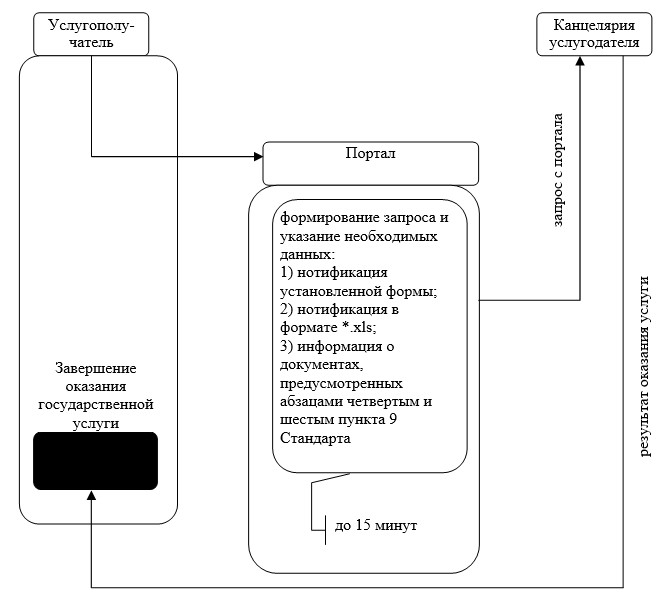 Услугополу-
чатель
Канцелярия
услугодателя
Портал
запрос с портала
формирование запроса и
указание необходимых
данных:
1) нотификация
установленной формы;
2) нотификация в
формате *.xls;
3) информация о
документах,
предусмотренных
абзацами четвертым и
шестым пункта 9
Стандарта
результат оказания услуги
Завершение
оказания
государственной
услуги
до 15 минут